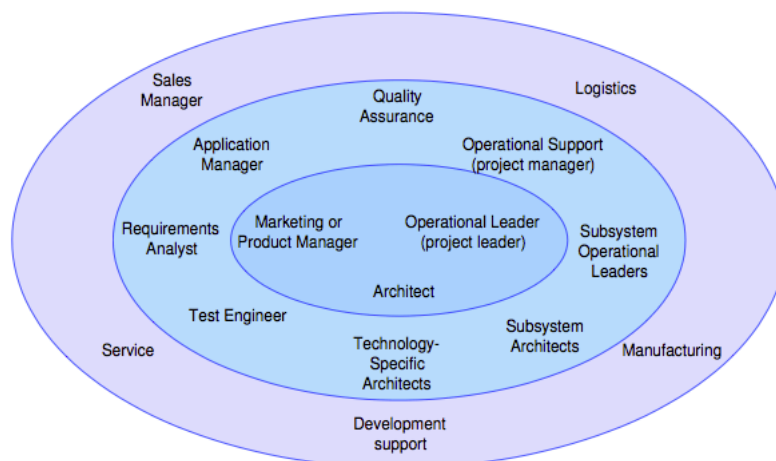 Sales
Manager
Logistics
Quality
Assurance
Application
Manager
Operational Support
(project manager)
Requirements
Analyst
Marketing or
Product Manager
Operational Leader
(project leader)
Subsystem
Operational
Leaders
Architect
Test Engineer
Subsystem
Architects
Technology-
Specific
Architects
Service
Manufacturing
Development
support